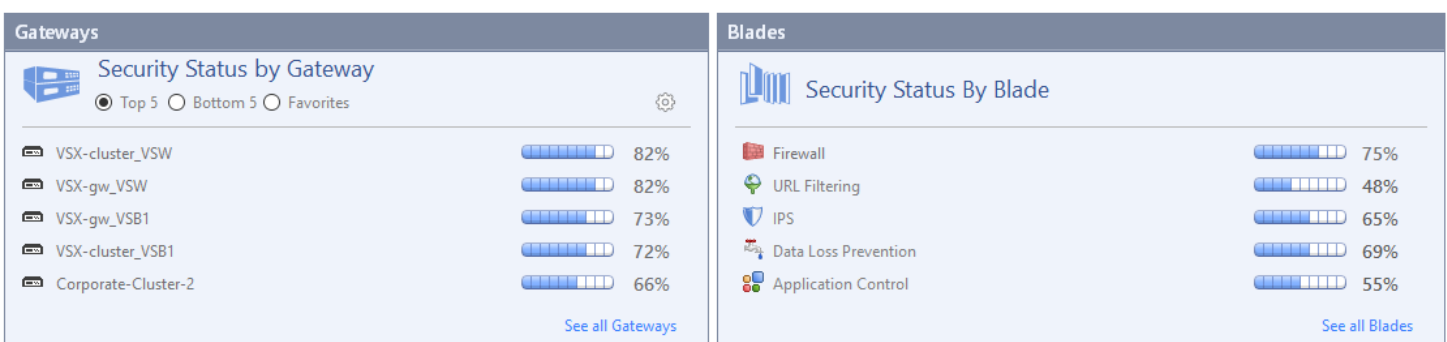 Gateways
Security Status by Gateway
Top 5 Bottom 5 Favorites
VSX-cluster_VSW 82%
VSX-gw_VSW 82%
VSX-gw_VSB1 73%
VSX-cluster_VSB1 72%
Corporate-Cluster-2 66%
See all Gateways
Blades
Security Status By Blade
Firewall 75%
URL Filtering 48%
IPS 65%
Data Loss Prevention 69%
Application Control 55%
See all Blades